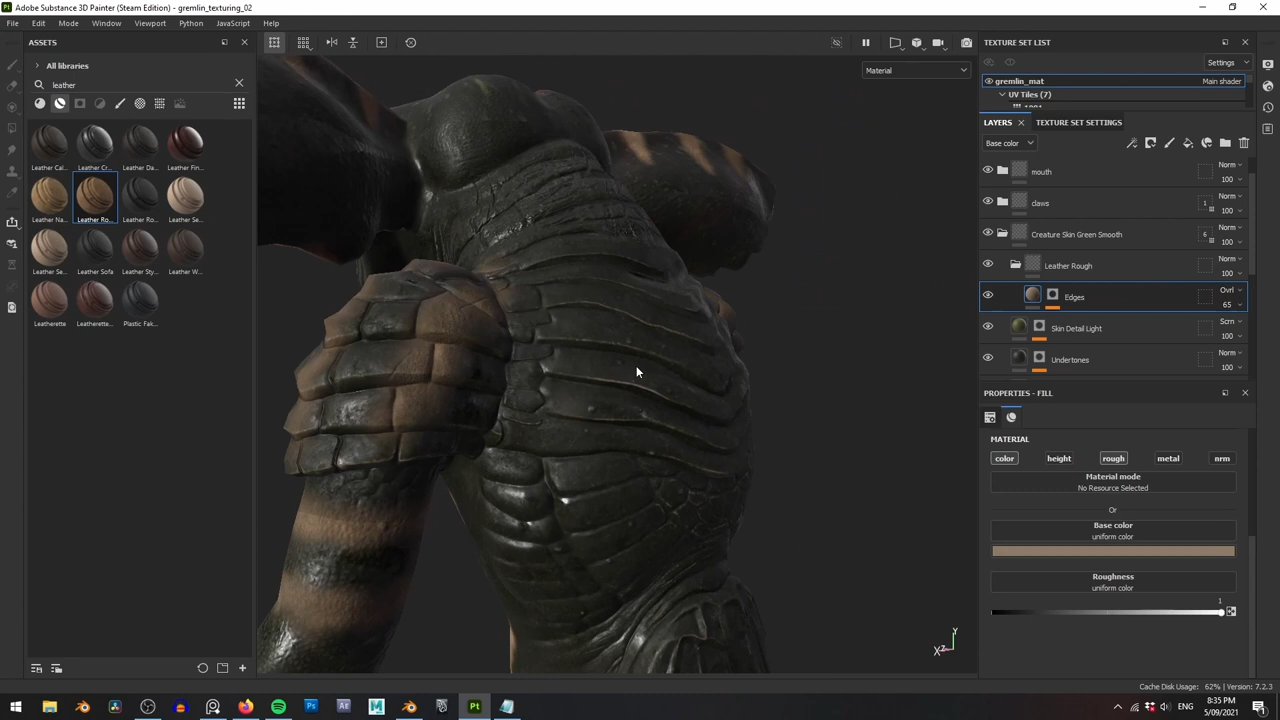 Adobe Substance 3D Painter (Steam Edition) - gremlin_texturing_02
File Edit Mode Window Viewport Python JavaScript Help
ASSETS
All libraries
leather
Leather Cal...
Leather Cr...
Leather Da...
Leather Fin...
Leather Na...
Leather Ro...
Leather Ro...
Leather Se...
Leather Se...
Leather Sofa
Leather Sty...
Leather W...
Leatherette
Leatherette...
Plastic Fak...
Material
X Z
Y
TEXTURE SET LIST
Settings
gremlin_mat Main shader
UV Tiles (7)
LAYERS TEXTURE SET SETTINGS
Base color
mouth Norm 100
claws 1 Norm 100
Creature Skin Green Smooth 6 Norm 100
Leather Rough Norm 100
Edges Ovrl 65
Skin Detail Light Scrn 100
Undertones Norm 100
PROPERTIES - FILL
MATERIAL
color height rough metal nrm
Material mode
No Resource Selected
Or
Base color
uniform color
Roughness
uniform color
1
Cache Disk Usage: 62% | Version: 7.2.3
Ps Ae M Pt
ENG
8:35 PM
5/09/2021